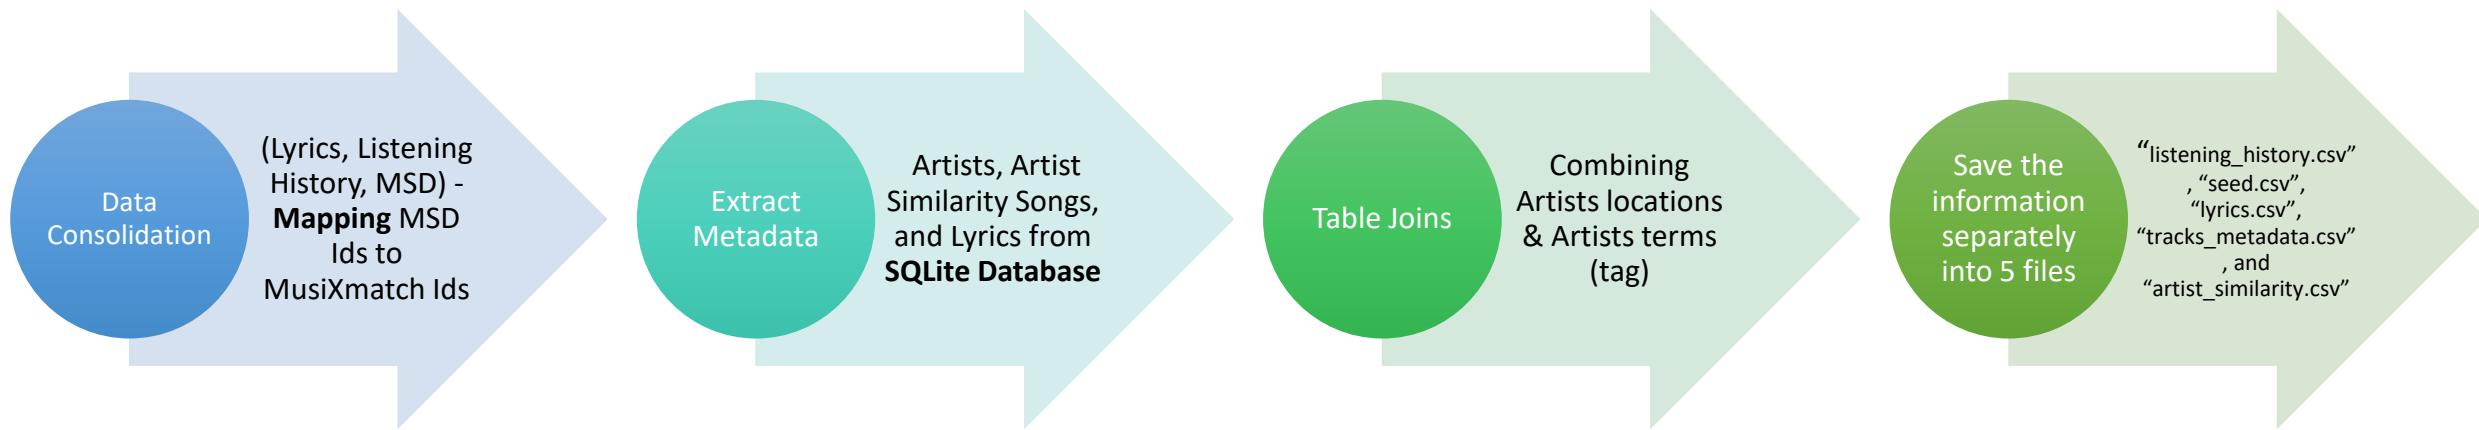 Data
Consolidation
(Lyrics, Listening
History, MSD) -
Mapping MSD
Ids to
MusiXmatch Ids
Extract
Metadata
Artists, Artist
Similarity Songs,
and Lyrics from
SQLite Database
Table Joins
Combining
Artists locations
& Artists terms
(tag)
Save the
information
separately
into 5 files
“listening_history.csv”
, “seed.csv”,
“lyrics.csv”,
“tracks_metadata.csv”
, and
“artist_similarity.csv”